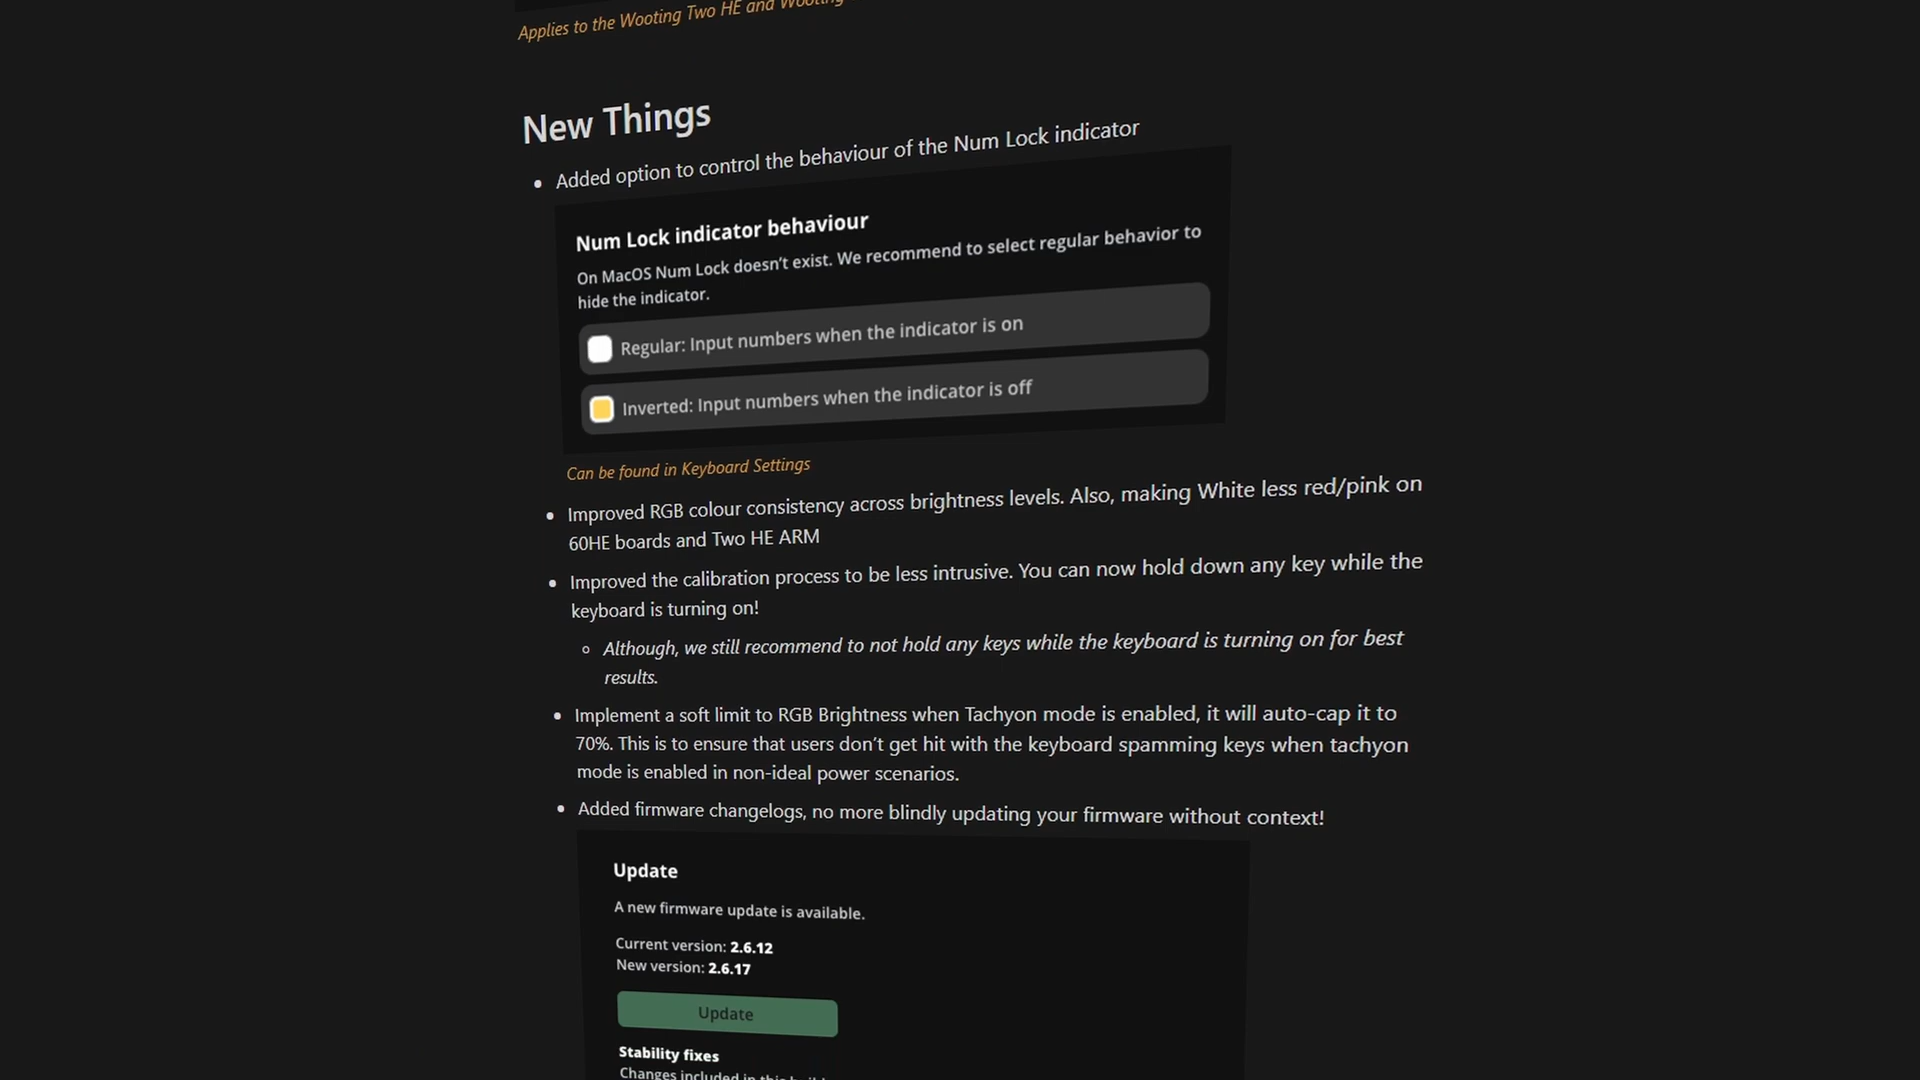 Applies to the Wooting Two HE and Wooting
New Things
• Added option to control the behaviour of the Num Lock indicator
Num Lock indicator behaviour
On MacOS Num Lock doesn't exist. We recommend to select regular behavior to
hide the indicator.
Regular: Input numbers when the indicator is on
Inverted: Input numbers when the indicator is off
Can be found in Keyboard Settings
• Improved RGB colour consistency across brightness levels. Also, making White less red/pink on
60HE boards and Two HE ARM
• Improved the calibration process to be less intrusive. You can now hold down any key while the
keyboard is turning on!
◦ Although, we still recommend to not hold any keys while the keyboard is turning on for best
results.
• Implement a soft limit to RGB Brightness when Tachyon mode is enabled, it will auto-cap it to
70%. This is to ensure that users don't get hit with the keyboard spamming keys when tachyon
mode is enabled in non-ideal power scenarios.
• Added firmware changelogs, no more blindly updating your firmware without context!
Update
A new firmware update is available.
Current version: 2.6.12
New version: 2.6.17
Update
Stability fixes
Changes included in this